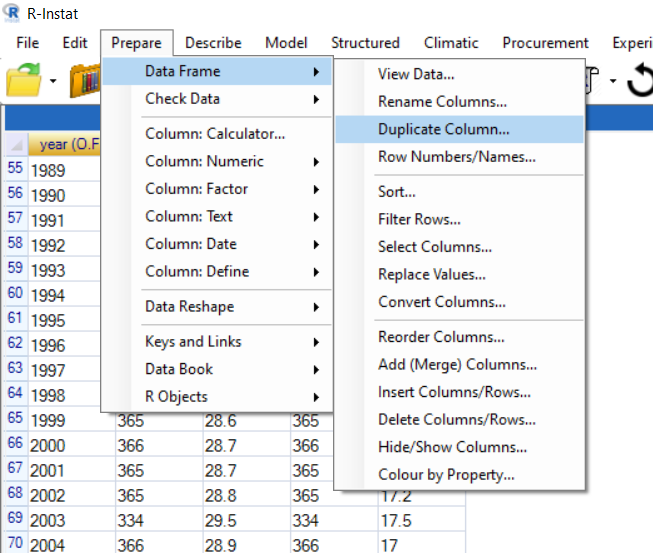 R-Instat
File Edit Prepare Describe Model Structured Climatic Procurement Experi
Data Frame
Check Data
Column: Calculator...
Column: Numeric
Column: Factor
Column: Text
Column: Date
Column: Define
Data Reshape
Keys and Links
Data Book
R Objects
View Data...
Rename Columns...
Duplicate Column...
Row Numbers/Names...
Sort...
Filter Rows...
Select Columns...
Replace Values...
Convert Columns...
Reorder Columns...
Add (Merge) Columns...
Insert Columns/Rows...
Delete Columns/Rows...
Hide/Show Columns...
Colour by Property...
year (O.F
55 1989
56 1990
57 1991
58 1992
59 1993
60 1994
61 1995
62 1996
63 1997
64 1998
65 1999 365 28.6 365
66 2000 366 28.7 366
67 2001 365 28.7 365
68 2002 365 28.8 365 17.2
69 2003 334 29.5 334 17.5
70 2004 366 28.9 366 17